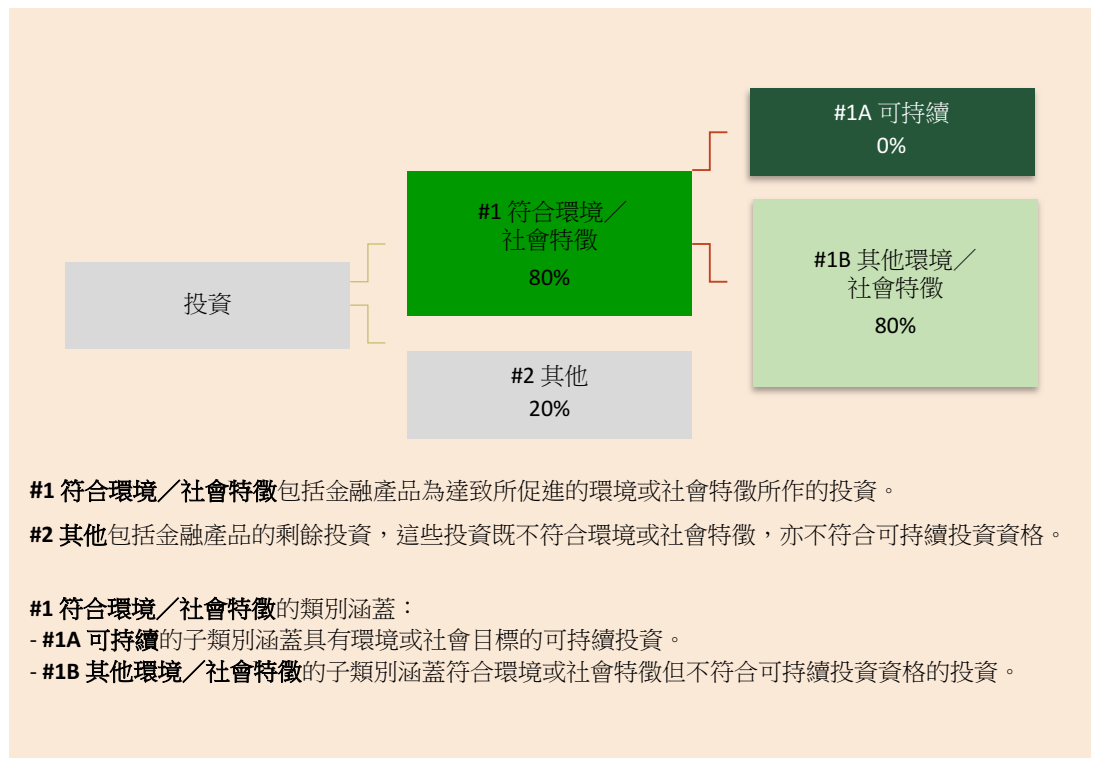 #1A 可持續
0%
#1 符合環境／
社會特徵
80%
#1B 其他環境／
社會特徵
80%
投資
#2 其他
20%
#1 符合環境／社會特徵包括金融產品為達致所促進的環境或社會特徵所作的投資。
#2 其他包括金融產品的剩餘投資，這些投資既不符合環境或社會特徵，亦不符合可持續投資資格。
#1 符合環境／社會特徵的類別涵蓋：
- #1A 可持續的子類別涵蓋具有環境或社會目標的可持續投資。
- #1B 其他環境／社會特徵的子類別涵蓋符合環境或社會特徵但不符合可持續投資資格的投資。